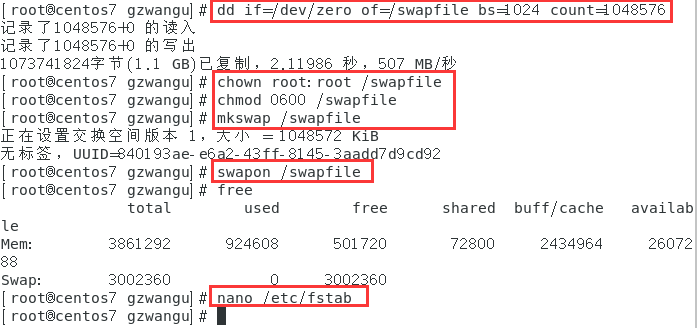 [root@centos7 gzwangu]# dd if=/dev/zero of=/swapfile bs=1024 count=1048576
记录了1048576+0 的读入
记录了1048576+0 的写出
1073741824字节(1.1 GB)已复制，2.11986 秒，507 MB/秒
[root@centos7 gzwangu]# chown root:root /swapfile
[root@centos7 gzwangu]# chmod 0600 /swapfile
[root@centos7 gzwangu]# mkswap /swapfile
正在设置交换空间版本 1，大小 = 1048572 KiB
无标签，UUID=840193ae-e6a2-43ff-8145-3aadd7d9cd92
[root@centos7 gzwangu]# swapon /swapfile
[root@centos7 gzwangu]# free
total used free shared buff/cache availab
le
Mem: 3861292 924608 501720 72800 2434964 26072
88
Swap: 3002360 0 3002360
[root@centos7 gzwangu]# nano /etc/fstab
[root@centos7 gzwangu]#